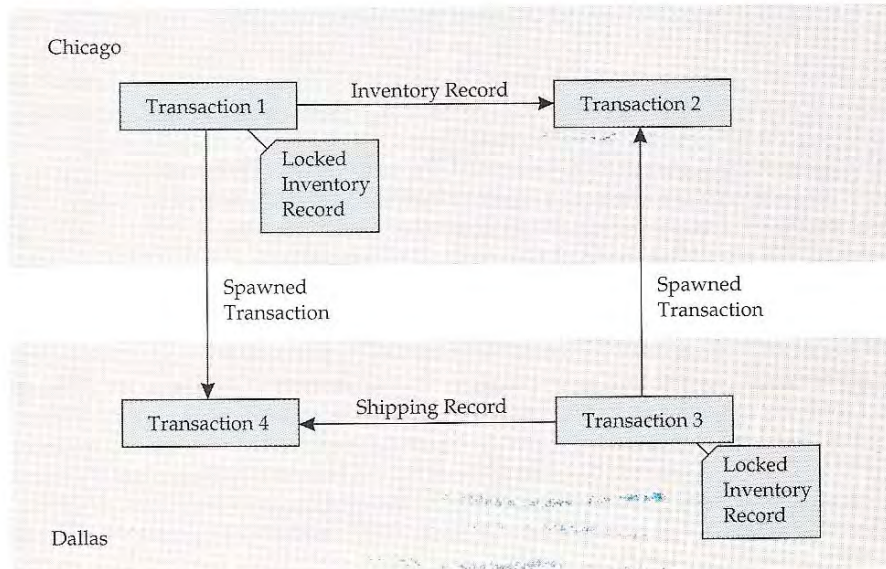 Chicago
Inventory Record
Transaction 1
Transaction 2
Locked
Inventory
Record
Spawned
Transaction
Spawned
Transaction
Shipping Record
Transaction 4
Transaction 3
Locked
Inventory
Record
Dallas